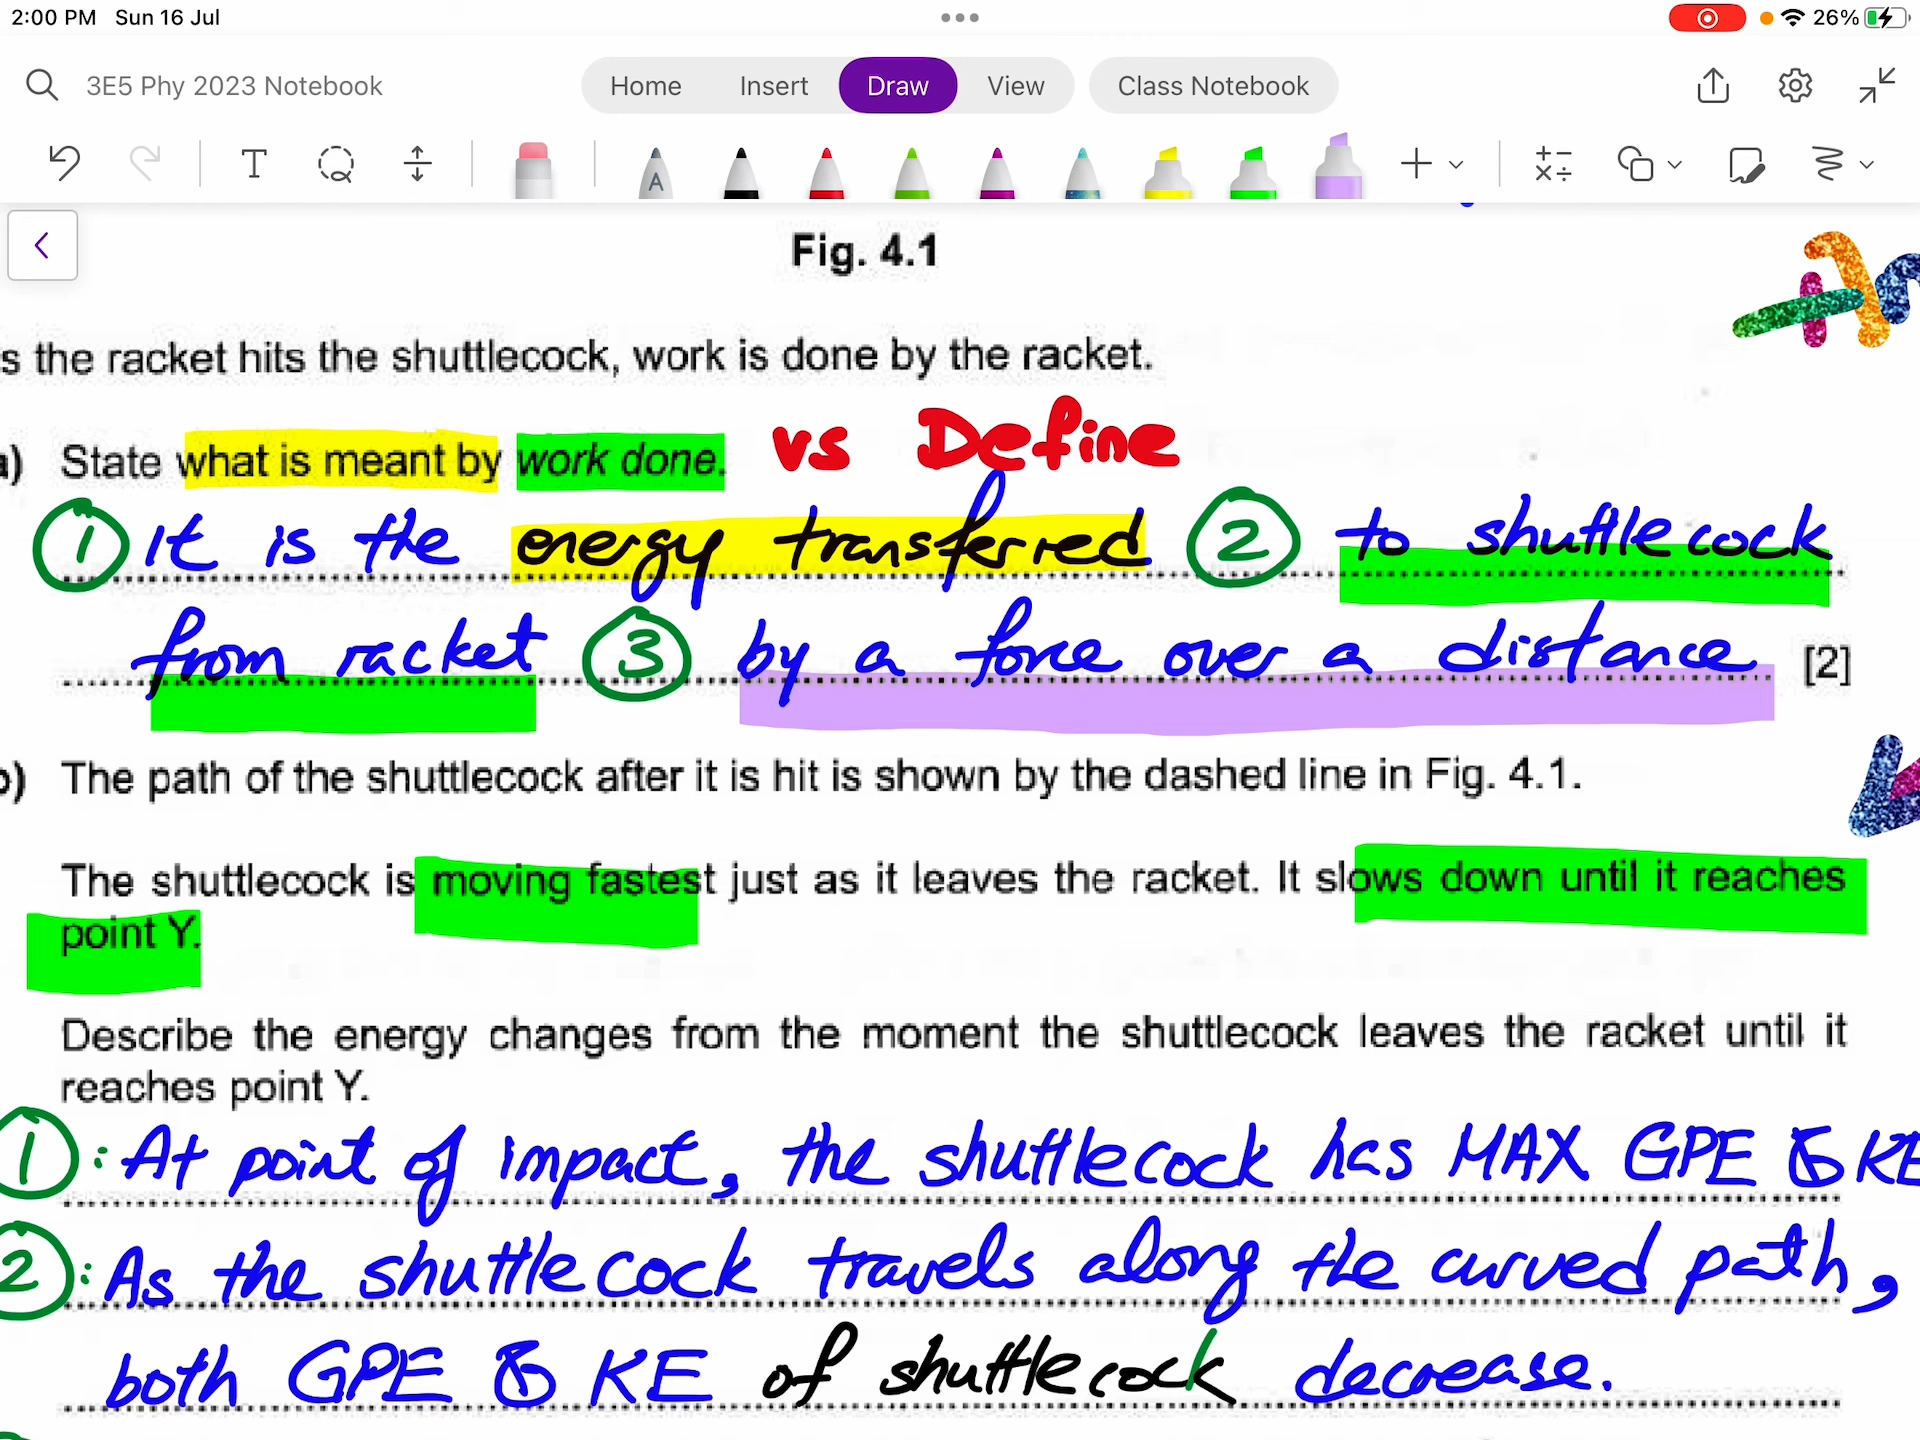 2:00 PM Sun 16 Jul
26%
3E5 Phy 2023 Notebook
Home Insert Draw View Class Notebook
T A
Fig. 4.1
s the racket hits the shuttlecock, work is done by the racket.
a) State what is meant by work done. vs Define
1 It is the energy transferred 2 to shuttlecock
from racket 3 by a force over a distance [2]
b) The path of the shuttlecock after it is hit is shown by the dashed line in Fig. 4.1.
The shuttlecock is moving fastest just as it leaves the racket. It slows down until it reaches
point Y.
Describe the energy changes from the moment the shuttlecock leaves the racket until it
reaches point Y.
1: At point of impact, the shuttlecock has MAX GPE & KE
2: As the shuttlecock travels along the curved path,
both GPE & KE of shuttlecock decrease.